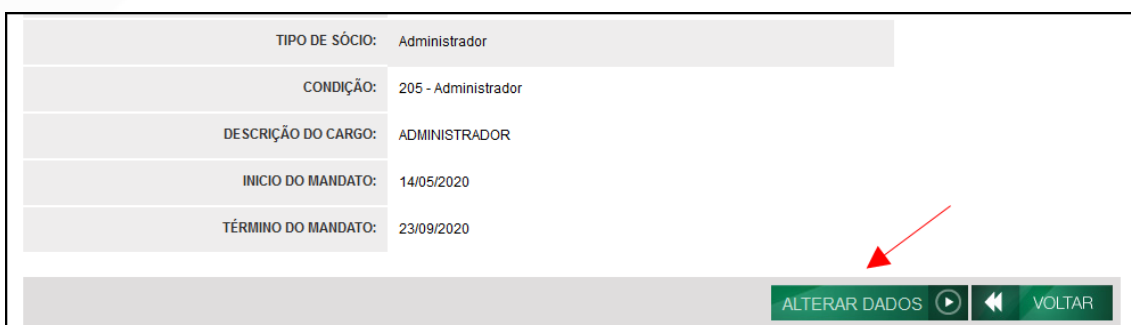 TIPO DE SÓCIO: Administrador
CONDIÇÃO: 205 - Administrador
DESCRIÇÃO DO CARGO: ADMINISTRADOR
INICIO DO MANDATO: 14/05/2020
TÉRMINO DO MANDATO: 23/09/2020
ALTERAR DADOS VOLTAR